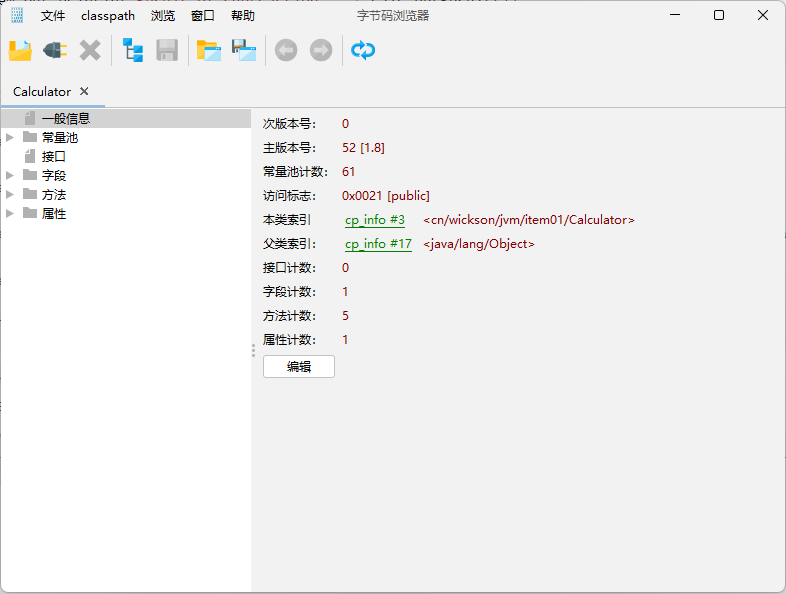 文件 classpath 浏览 窗口 帮助 字节码浏览器
Calculator
一般信息
常量池
接口
字段
方法
属性
次版本号： 0
主版本号： 52 [1.8]
常量池计数： 61
访问标志： 0x0021 [public]
本类索引 cp_info #3 <cn/wickson/jvm/item01/Calculator>
父类索引： cp_info #17 <java/lang/Object>
接口计数： 0
字段计数： 1
方法计数： 5
属性计数： 1
编辑